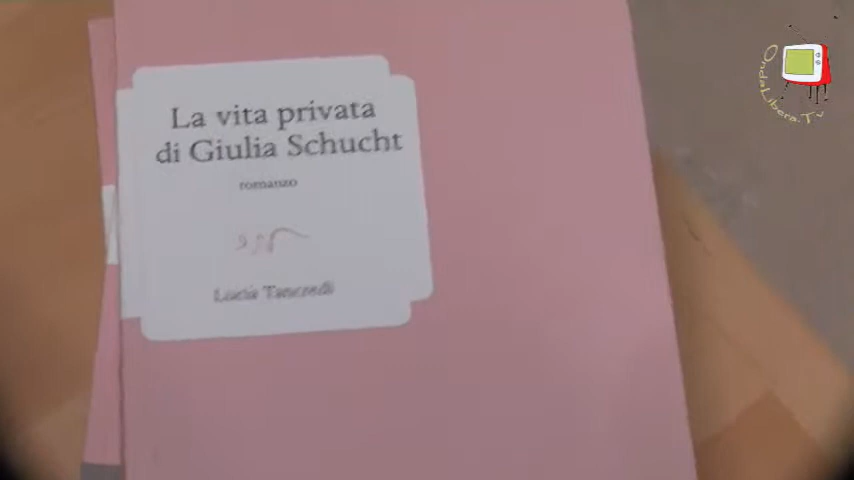 La vita privata
di Giulia Schucht
romanzo
Lucia Tancredi
OndaLibera.Tv